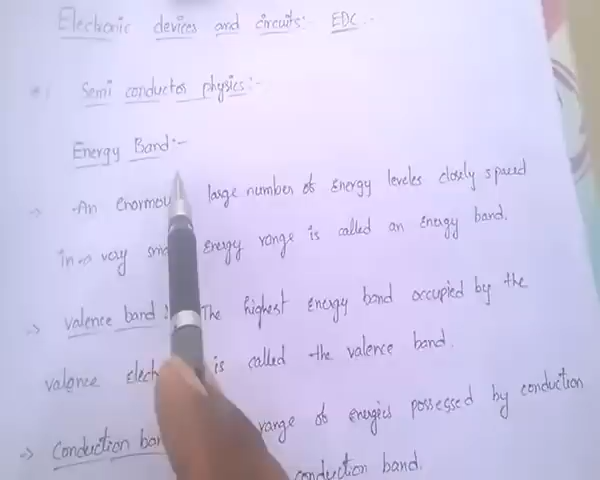 Electronic devices and circuits:- EDC:-
Semi conductor physics:-
Energy Band:-
-> An enormou large number of Energy leveles closely spaced
in a vary energy range is called an energy band.
-> valence band : The highest energy band occupied by the
valence elect is called the valence band.
-> Conduction ban range of energies possessed by conduction
conduction band.